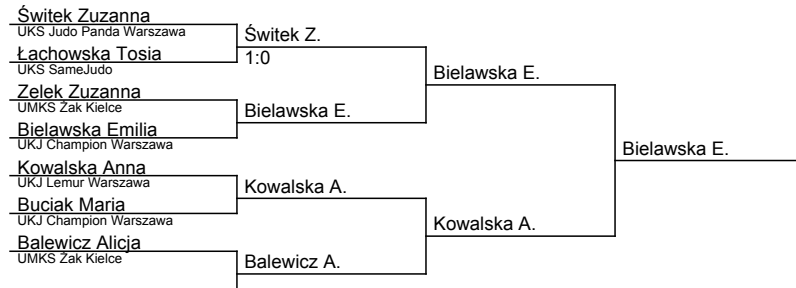 Świtek Zuzanna
UKS Judo Panda Warszawa
Łachowska Tosia
UKS SameJudo
Zelek Zuzanna
UMKS Żak Kielce
Bielawska Emilia
UKJ Champion Warszawa
Kowalska Anna
UKJ Lemur Warszawa
Buciak Maria
UKJ Champion Warszawa
Balewicz Alicja
UMKS Żak Kielce
Świtek Z.
1:0
Bielawska E.
Kowalska A.
Balewicz A.
Bielawska E.
Kowalska A.
Bielawska E.